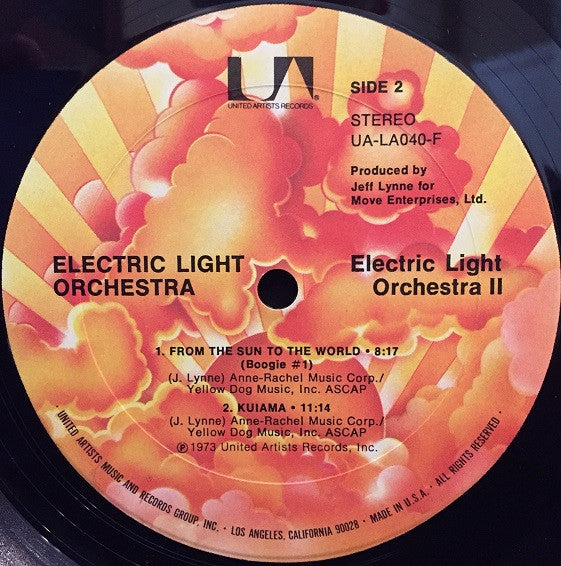 UA
UNITED ARTISTS RECORDS®
SIDE 2
STEREO
UA-LA040-F
Produced by
Jeff Lynne for
Move Enterprises, Ltd.
ELECTRIC LIGHT
ORCHESTRA
Electric Light
Orchestra II
1. FROM THE SUN TO THE WORLD • 8:17
(Boogie #1)
(J. Lynne) Anne-Rachel Music Corp./
Yellow Dog Music, Inc. ASCAP
2. KUIAMA • 11:14
(J. Lynne) Anne-Rachel Music Corp./
Yellow Dog Music, Inc. ASCAP
℗ 1973 United Artists Records, Inc.
UNITED ARTISTS MUSIC AND RECORDS GROUP, INC. • LOS ANGELES, CALIFORNIA 90028 • MADE IN U.S.A. • ALL RIGHTS RESERVED •